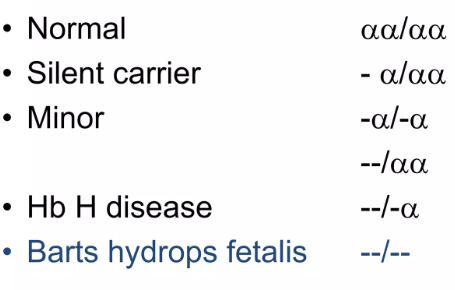 • Normal αα/αα
• Silent carrier - α/αα
• Minor -α/-α
--/αα
• Hb H disease --/-α
• Barts hydrops fetalis --/--